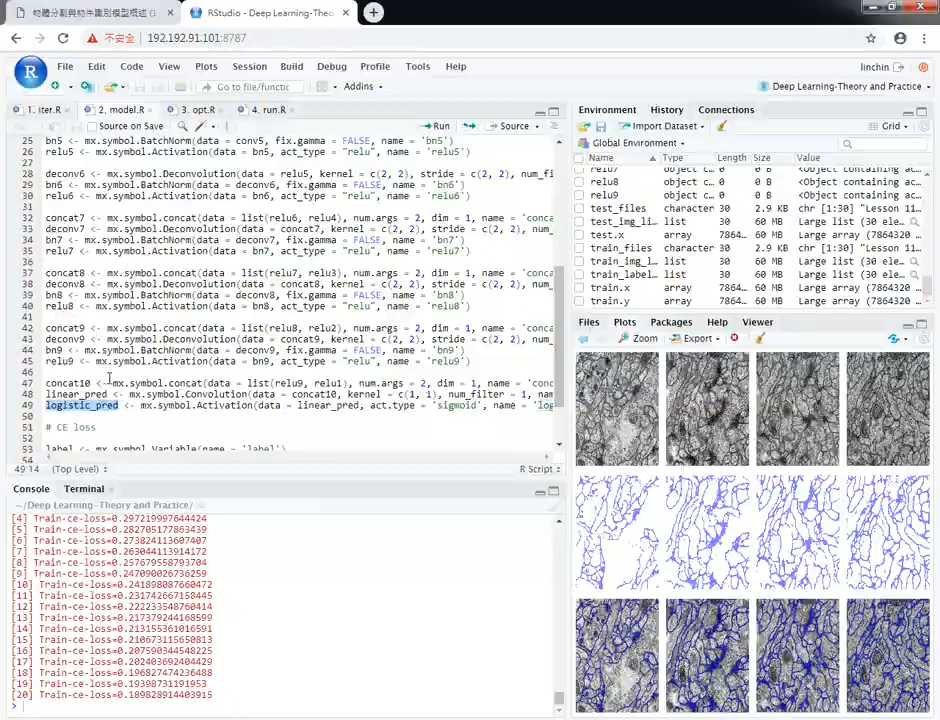 物體分割與物件識別模型概述 (1
RStudio - Deep Learning-Theo
不安全 192.192.91.101:8787
File Edit Code View Plots Session Build Debug Profile Tools Help
linchin
Go to file/functic
Addins
Deep Learning-Theory and Practice
1. iter.R
2. model.R
3. opt.R
4. run.R
Source on Save
Run
Source
25 bn5 <- mx.symbol.BatchNorm(data = conv5, fix.gamma = FALSE, name = 'bn5')
26 relu5 <- mx.symbol.Activation(data = bn5, act_type = "relu", name = 'relu5')
27
28 deconv6 <- mx.symbol.Deconvolution(data = relu5, kernel = c(2, 2), stride = c(2, 2), num_fi
29 bn6 <- mx.symbol.BatchNorm(data = deconv6, fix.gamma = FALSE, name = 'bn6')
30 relu6 <- mx.symbol.Activation(data = bn6, act_type = "relu", name = 'relu6')
31
32 concat7 <- mx.symbol.concat(data = list(relu6, relu4), num.args = 2, dim = 1, name = 'conca
33 deconv7 <- mx.symbol.Deconvolution(data = concat7, kernel = c(2, 2), stride = c(2, 2), num_
34 bn7 <- mx.symbol.BatchNorm(data = deconv7, fix.gamma = FALSE, name = 'bn7')
35 relu7 <- mx.symbol.Activation(data = bn7, act_type = "relu", name = 'relu7')
36
37 concat8 <- mx.symbol.concat(data = list(relu7, relu3), num.args = 2, dim = 1, name = 'conca
38 deconv8 <- mx.symbol.Deconvolution(data = concat8, kernel = c(2, 2), stride = c(2, 2), num_
39 bn8 <- mx.symbol.BatchNorm(data = deconv8, fix.gamma = FALSE, name = 'bn8')
40 relu8 <- mx.symbol.Activation(data = bn8, act_type = "relu", name = 'relu8')
41
42 concat9 <- mx.symbol.concat(data = list(relu8, relu2), num.args = 2, dim = 1, name = 'conca
43 deconv9 <- mx.symbol.Deconvolution(data = concat9, kernel = c(2, 2), stride = c(2, 2), num_
44 bn9 <- mx.symbol.BatchNorm(data = deconv9, fix.gamma = FALSE, name = 'bn9')
45 relu9 <- mx.symbol.Activation(data = bn9, act_type = "relu", name = 'relu9')
46
47 concat10 <- mx.symbol.concat(data = list(relu9, relu1), num.args = 2, dim = 1, name = 'conc
48 linear_pred <- mx.symbol.Convolution(data = concat10, kernel = c(1, 1), num_filter = 1, nam
49 logistic_pred <- mx.symbol.Activation(data = linear_pred, act.type = 'sigmoid', name = 'log
50
51 # CE loss
52
53 label <- mx.symbol.Variable(name = 'label')
54
49:14 (Top Level) R Script
Console Terminal
~/Deep Learning-Theory and Practice/
[4] Train-ce-loss=0.297219997644424
[5] Train-ce-loss=0.282705177863439
[6] Train-ce-loss=0.273824113607407
[7] Train-ce-loss=0.263044113914172
[8] Train-ce-loss=0.257679558793704
[9] Train-ce-loss=0.247090026736259
[10] Train-ce-loss=0.241898087660472
[11] Train-ce-loss=0.231742667158445
[12] Train-ce-loss=0.222233548760414
[13] Train-ce-loss=0.217379244168599
[14] Train-ce-loss=0.213155361016591
[15] Train-ce-loss=0.210673115650813
[16] Train-ce-loss=0.207590344548225
[17] Train-ce-loss=0.202403692404429
[18] Train-ce-loss=0.196827474236488
[19] Train-ce-loss=0.19398731191953
[20] Train-ce-loss=0.189828914403915
>
Environment History Connections
Import Dataset
Grid
Global Environment
Name Type Length Size Value
relu7 object c… 0 0 B <Object containing ac
relu8 object c… 0 0 B <Object containing ac
relu9 object c… 0 0 B <Object containing ac
test_files character 30 2.9 KB chr [1:30] "Lesson 11…
test_img_li… list 30 60 MB Large list (30 ele…
test.x array 7864… 60 MB Large array (7864320 …
train_files character 30 2.9 KB chr [1:30] "Lesson 11…
train_img_l… list 30 60 MB Large list (30 ele…
train_label… list 30 60 MB Large list (30 ele…
train.x array 7864… 60 MB Large array (7864320 …
train.y array 7864… 60 MB Large array (7864320 …
Files Plots Packages Help Viewer
Zoom Export